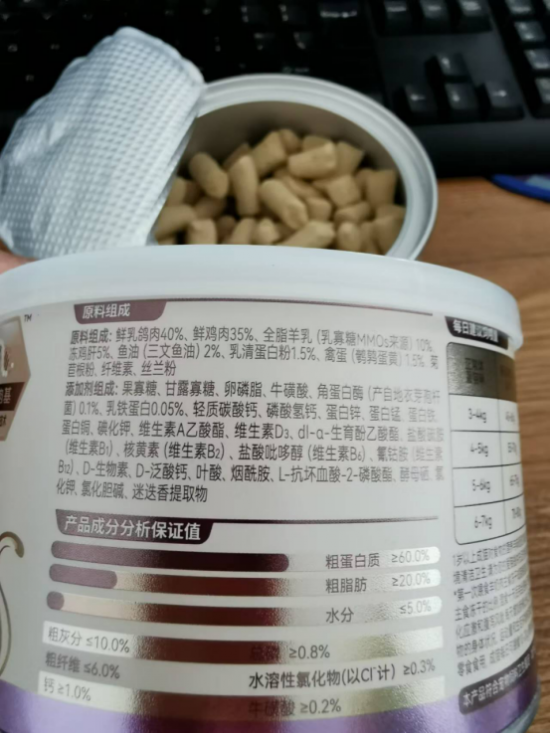 原料组成
原料组成：鲜乳鸽肉40%、鲜鸡肉35%、全脂羊乳（乳寡糖MMOs来源）10%、
冻鸡肝5%、鱼油（三文鱼油）2%、乳清蛋白粉1.5%、禽蛋（鹌鹑蛋黄）1.5%、菊
苣根粉、纤维素、丝兰粉
添加剂组成：果寡糖、甘露寡糖、卵磷脂、牛磺酸、角蛋白酶（产自地衣芽孢杆
菌）0.1%、乳铁蛋白0.05%、轻质碳酸钙、磷酸氢钙、蛋白锌、蛋白锰、蛋白铁、
蛋白铜、碘化钾、维生素A乙酸酯、维生素D₃、dl-α-生育酚乙酸酯、盐酸硫胺
（维生素B₁）、核黄素（维生素B₂）、盐酸吡哆醇（维生素B₆）、氰钴胺（维生素
B₁₂）、D-生物素、D-泛酸钙、叶酸、烟酰胺、L-抗坏血酸-2-磷酸酯、酵母硒、氯
化钾、氯化胆碱、迷迭香提取物
产品成分分析保证值
粗蛋白质 ≥60.0%
粗脂肪 ≥20.0%
水分 ≤5.0%
粗灰分 ≤10.0%
总磷 ≥0.8%
粗纤维 ≤6.0%
水溶性氯化物(以Cl⁻计) ≥0.3%
钙 ≥1.0%
牛磺酸 ≥0.2%
3-4kg
4-5kg
5-6kg
6-7kg